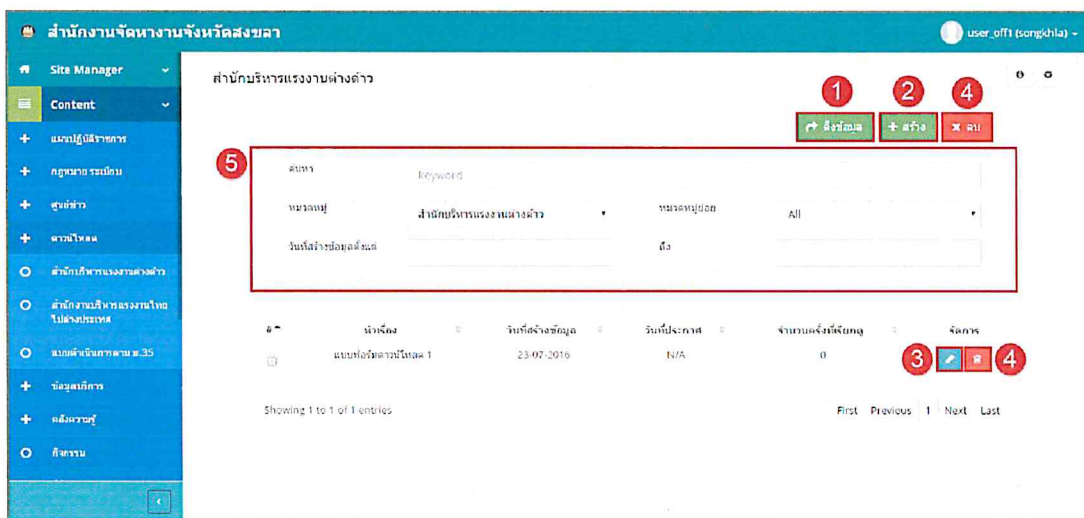 สำนักงานจัดหางานจังหวัดสงขลา
user_off1 (songkhla)
Site Manager
Content
แผนปฏิบัติราชการ
กฎหมาย ระเบียบ
ศูนย์ข่าว
ดาวน์โหลด
สำนักบริหารแรงงานต่างด้าว
สำนักงานบริหารแรงงานไทย
ไปต่างประเทศ
แบบดำเนินการตาม ม.35
ข้อมูลบริการ
คลังความรู้
กิจกรรม
สำนักบริหารแรงงานต่างด้าว
1 2 4
ดึงข้อมูล + สร้าง × ลบ
5
ค้นหา Keyword
หมวดหมู่ สำนักบริหารแรงงานต่างด้าว หมวดหมู่ย่อย All
วันที่สร้างข้อมูลตั้งแต่ ถึง
# หัวเรื่อง วันที่สร้างข้อมูล วันที่ประกาศ จำนวนครั้งที่เรียกดู จัดการ
แบบฟอร์มดาวน์โหลด 1 23-07-2016 N/A 0 3 4
Showing 1 to 1 of 1 entries First Previous 1 Next Last